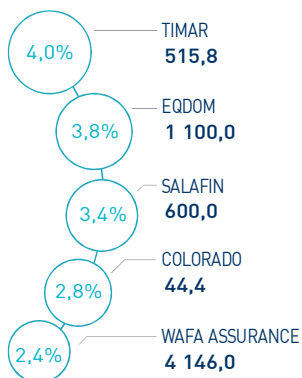 4,0%
TIMAR
515,8
3,8%
EQDOM
1 100,0
3,4%
SALAFIN
600,0
2,8%
COLORADO
44,4
2,4%
WAFA ASSURANCE
4 146,0